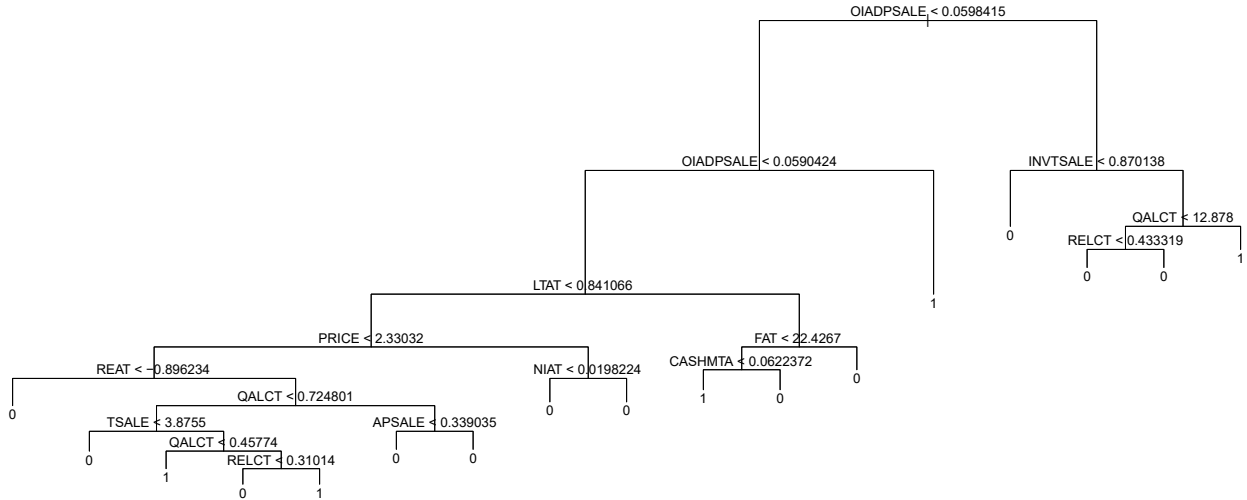 OIADPSALE < 0.0598415
OIADPSALE < 0.0590424
INVTSALE < 0.870138
QALCT < 12.878
0
RELCT < 0.433319
1
0 0
LTAT < 0.841066
1
PRICE < 2.33032
FAT < 22.4267
CASHMTA < 0.0622372
REAT < −0.896234
NIAT < 0.0198224
0
1 0
QALCT < 0.724801
0
0 0
TSALE < 3.8755
APSALE < 0.339035
QALCT < 0.45774
0
0 0
RELCT < 0.31014
1
0 1